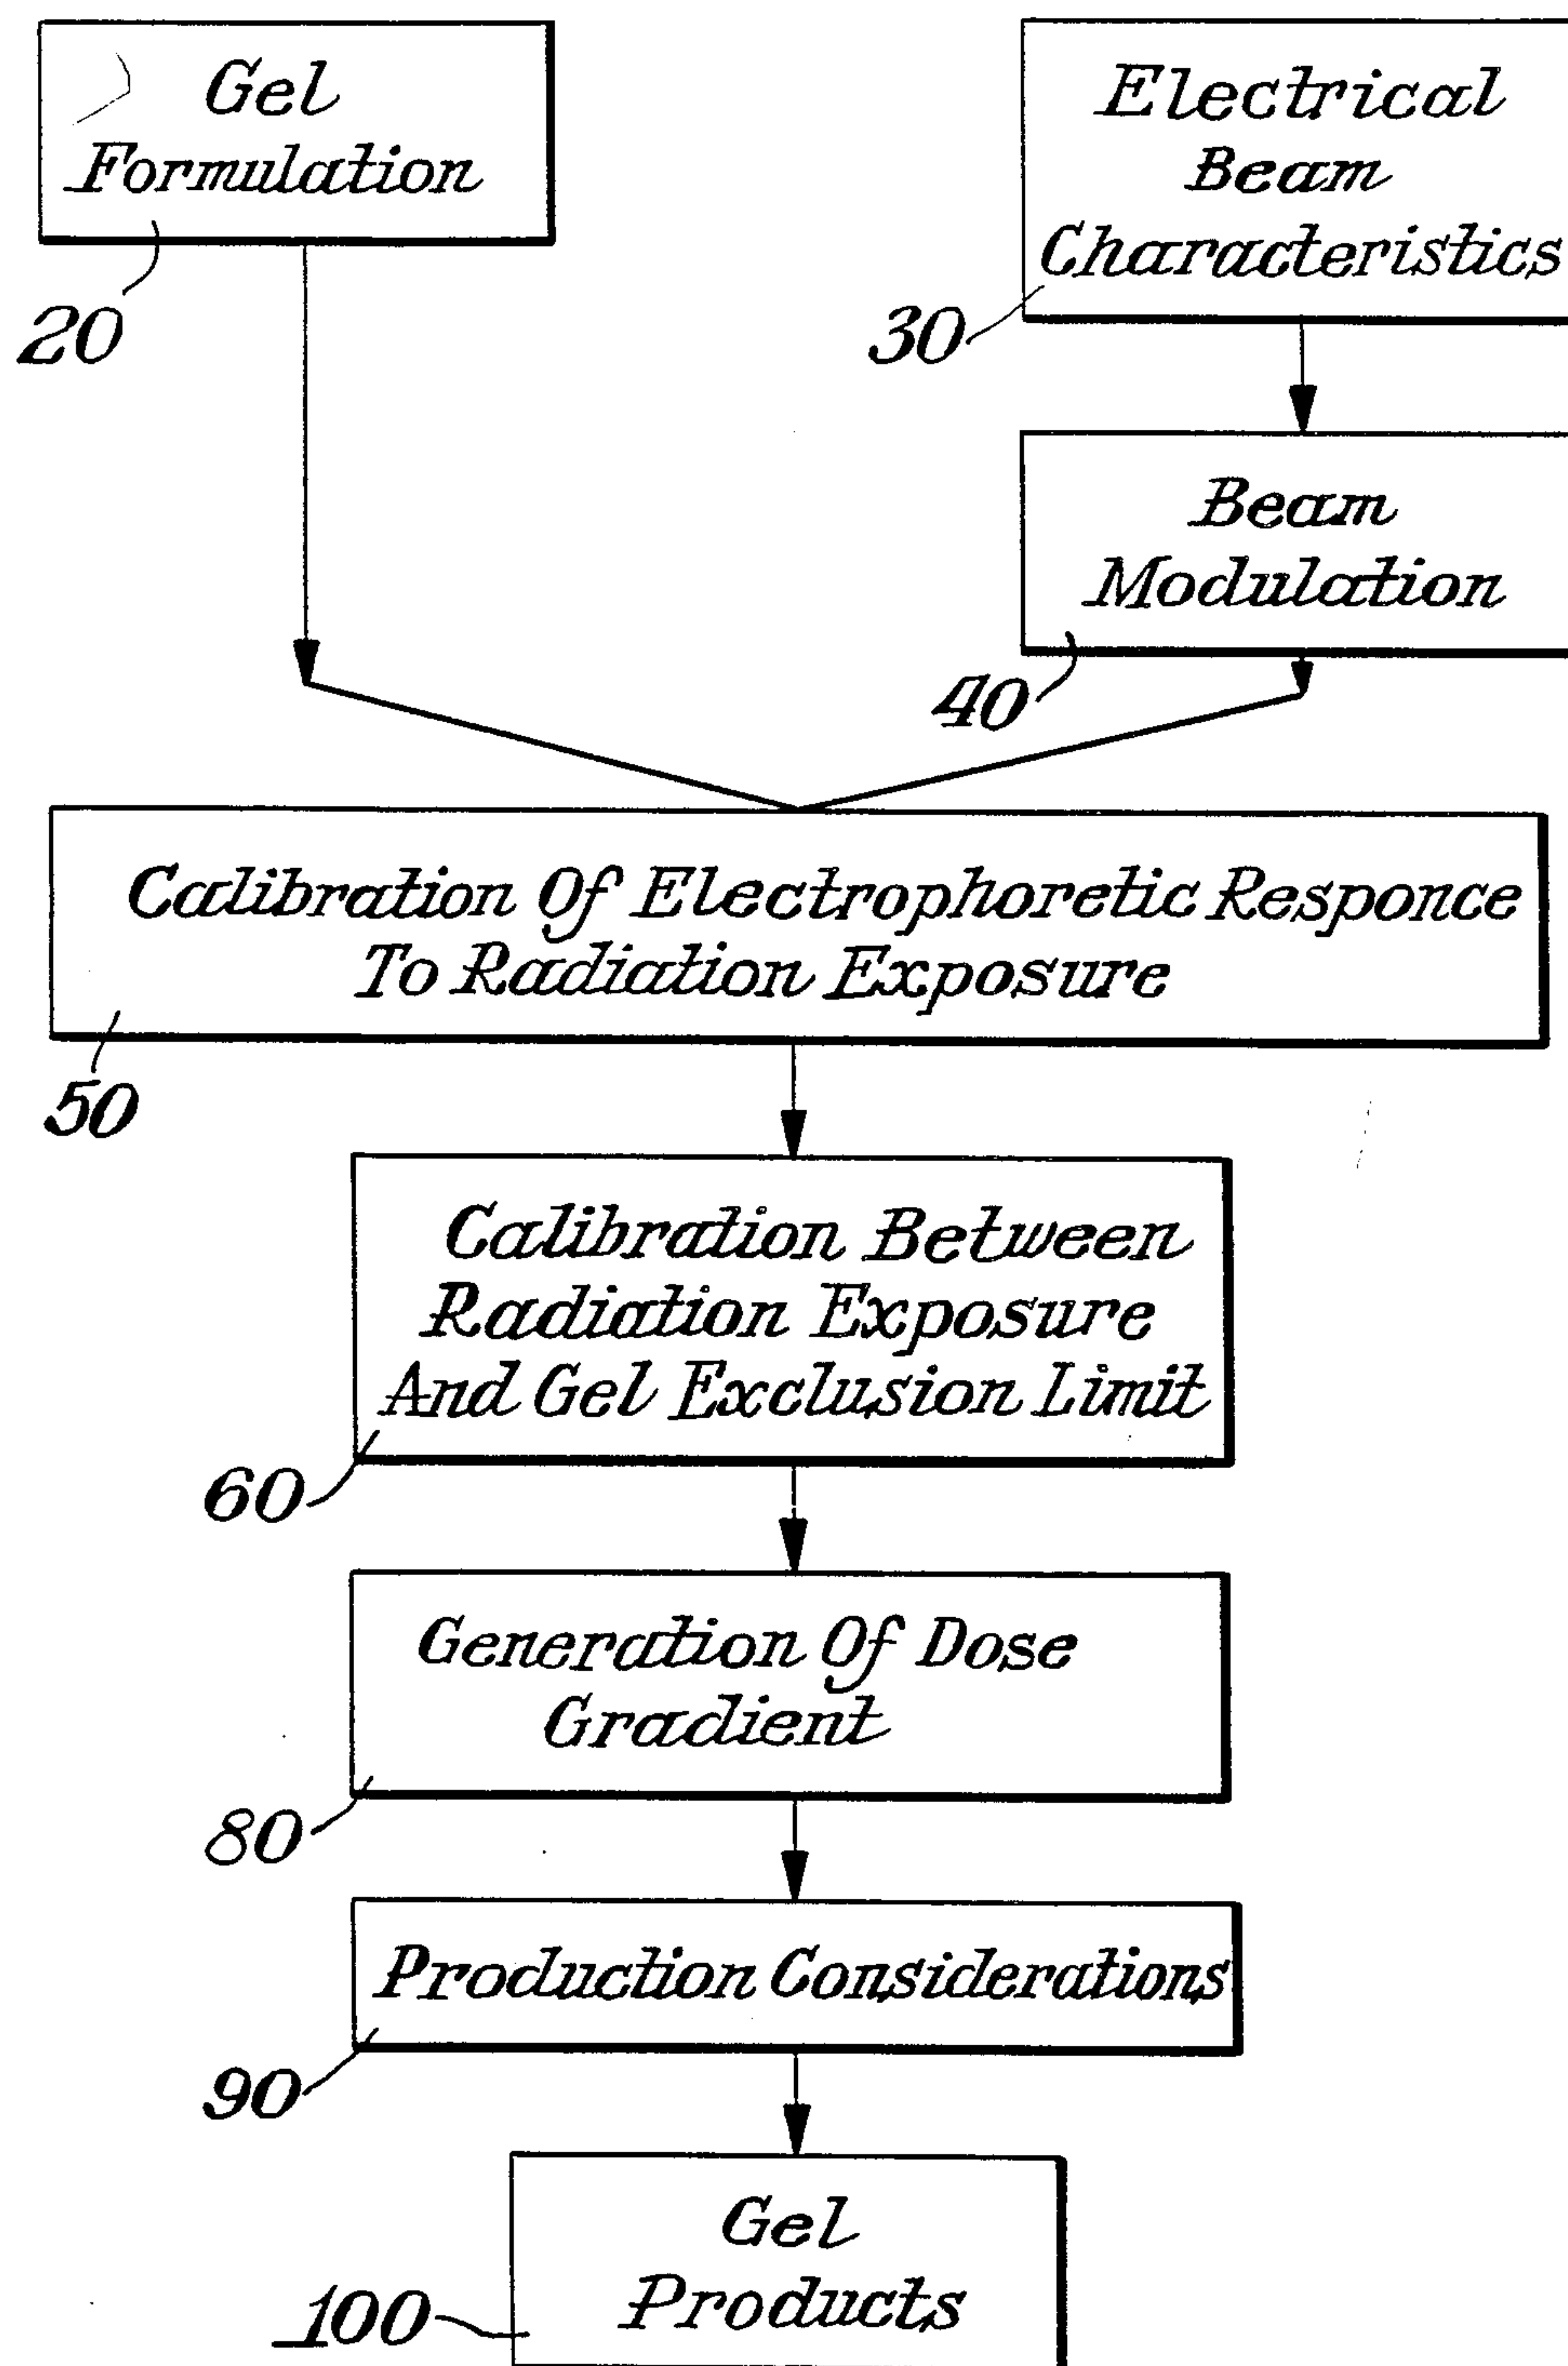 Gel
Formulation
20
Electrical
Beam
Characteristics
30
Beam
Modulation
40
Calibration Of Electrophoretic Responce
To Radiation Exposure
50
Calibration Between
Radiation Exposure
And Gel Exclusion Limit
60
Generation Of Dose
Gradient
80
Production Considerations
90
Gel
Products
100